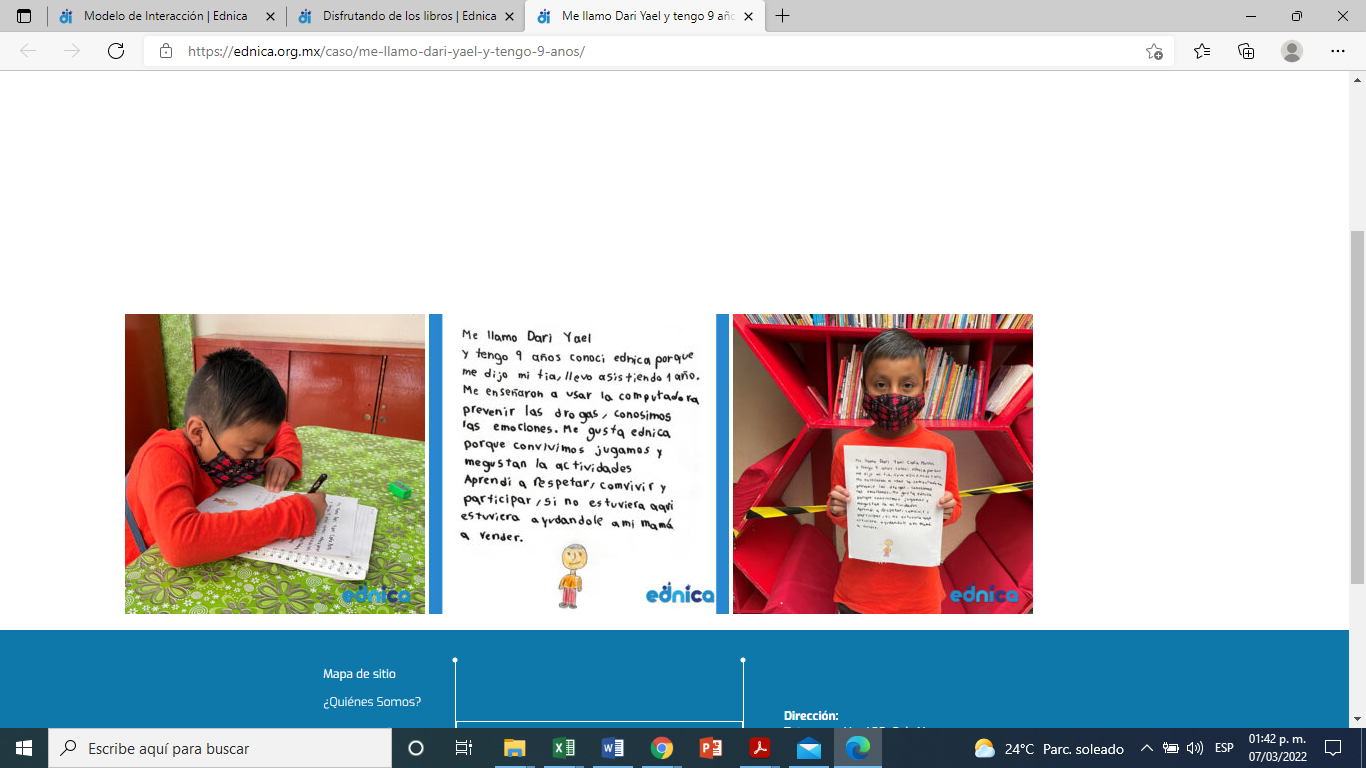 Modelo de Interacción | Ednica
Disfrutando de los libros | Ednica
Me llamo Dari Yael y tengo 9 año
https://ednica.org.mx/caso/me-llamo-dari-yael-y-tengo-9-anos/
Me llamo Dari Yael
y tengo 9 años conoci ednica porque
me dijo mi tia, llevo asistiendo 1 año.
Me enseñaron a usar la computadora
prevenir las drogas, conosimos
las emociones. Me gusta ednica
porque convivimos jugamos y
megustan la actividades
Aprendi a respetar, comvivir y
participar, si no estuviera aqui
estuviera ayudandole a mi mamá
a vender.
ednica
ednica
ednica
Mapa de sitio
¿Quiénes Somos?
Dirección:
Escribe aquí para buscar
24°C Parc. soleado
ESP
01:42 p. m.
07/03/2022